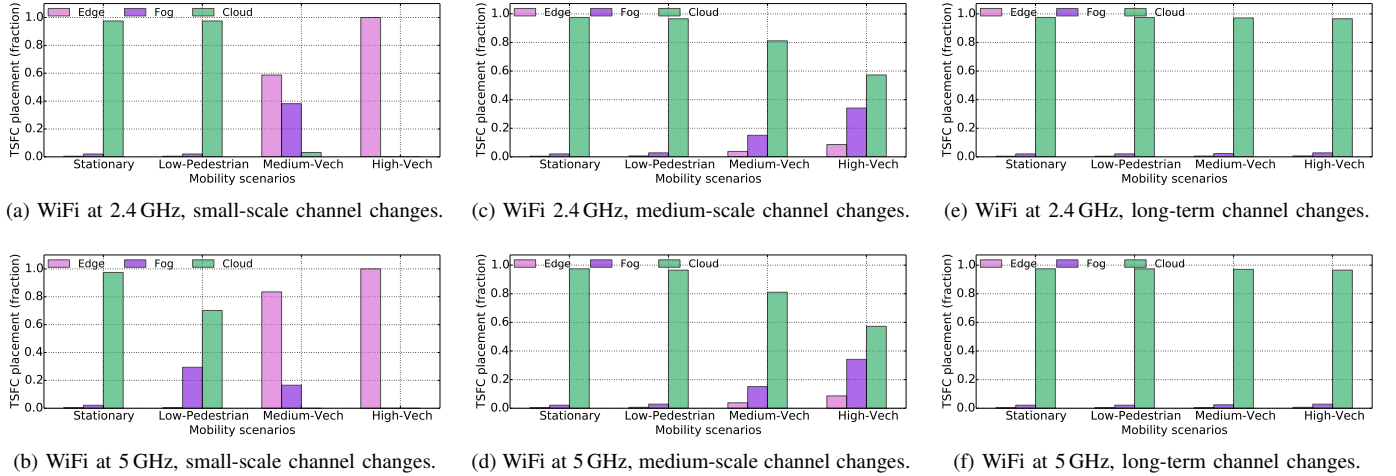 Edge Fog Cloud
1.0
0.8
0.6
0.4
0.2
0.0
TSFC placement (fraction)
Stationary Low-Pedestrian Medium-Vech High-Vech
Mobility scenarios
(a) WiFi at 2.4 GHz, small-scale channel changes.
Edge Fog Cloud
1.0
0.8
0.6
0.4
0.2
0.0
TSFC placement (fraction)
Stationary Low-Pedestrian Medium-Vech High-Vech
Mobility scenarios
(c) WiFi 2.4 GHz, medium-scale channel changes.
Edge Fog Cloud
1.0
0.8
0.6
0.4
0.2
0.0
TSFC placement (fraction)
Stationary Low-Pedestrian Medium-Vech High-Vech
Mobility scenarios
(e) WiFi at 2.4 GHz, long-term channel changes.
Edge Fog Cloud
1.0
0.8
0.6
0.4
0.2
0.0
TSFC placement (fraction)
Stationary Low-Pedestrian Medium-Vech High-Vech
Mobility scenarios
(b) WiFi at 5 GHz, small-scale channel changes.
Edge Fog Cloud
1.0
0.8
0.6
0.4
0.2
0.0
TSFC placement (fraction)
Stationary Low-Pedestrian Medium-Vech High-Vech
Mobility scenarios
(d) WiFi at 5 GHz, medium-scale channel changes.
Edge Fog Cloud
1.0
0.8
0.6
0.4
0.2
0.0
TSFC placement (fraction)
Stationary Low-Pedestrian Medium-Vech High-Vech
Mobility scenarios
(f) WiFi at 5 GHz, long-term channel changes.